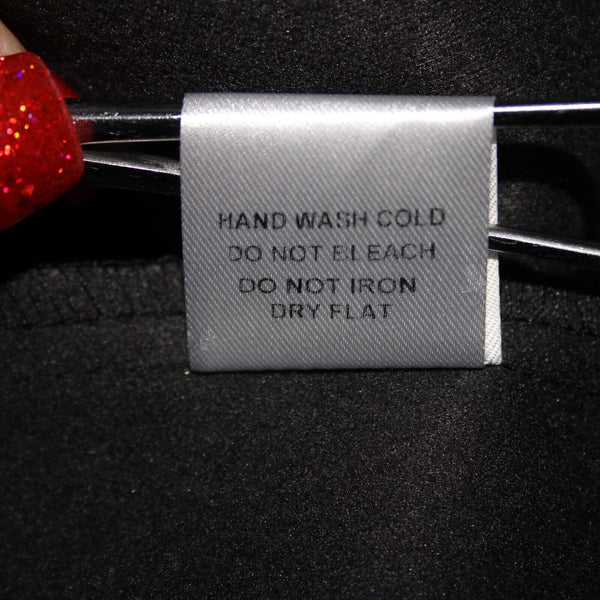 HAND WASH COLD
DO NOT BLEACH
DO NOT IRON
DRY FLAT